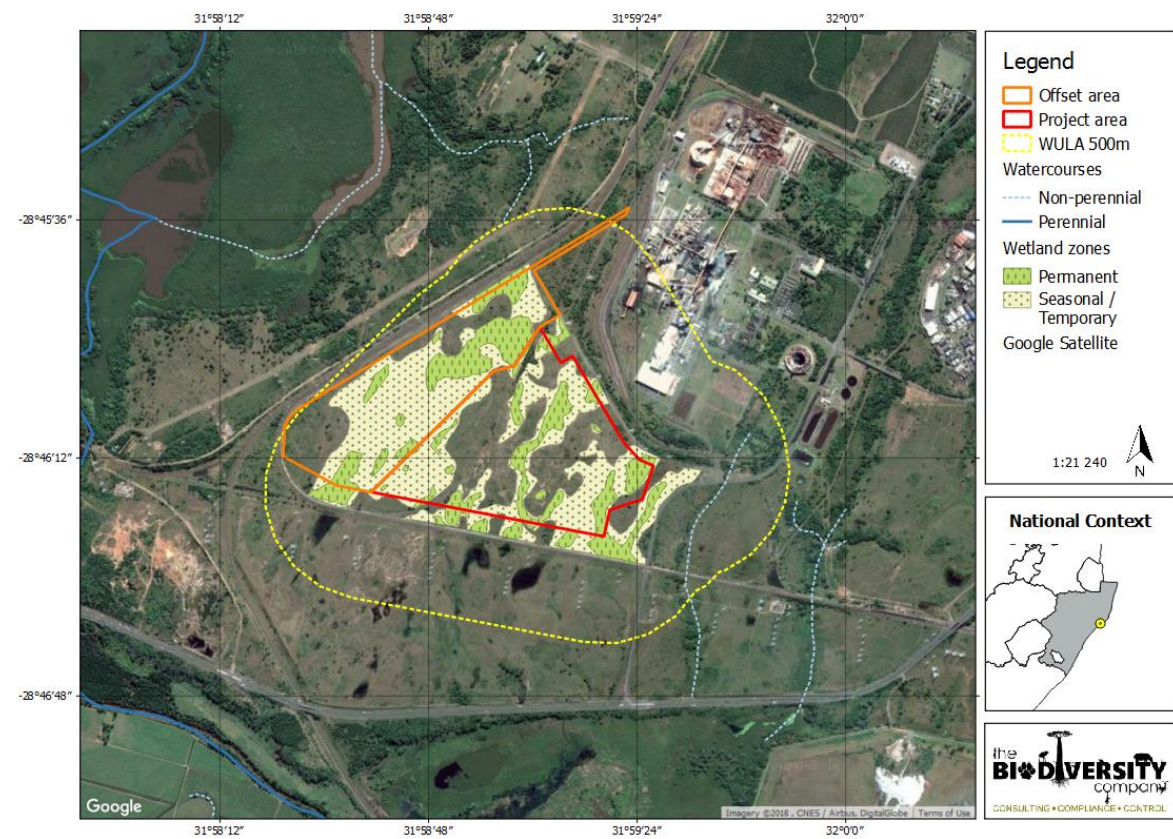 31°58'12" 31°58'48" 31°59'24" 32°0'0"
-28°45'36"
-28°46'12"
-28°46'48"
31°58'12" 31°58'48" 31°59'24" 32°0'0"
Google
Imagery ©2018 , CNES / Airbus, DigitalGlobe Terms of Use
Legend
Offset area
Project area
WULA 500m
Watercourses
Non-perennial
Perennial
Wetland zones
Permanent
Seasonal /
Temporary
Google Satellite
1:21 240
N
National Context
the
BIODIVERSITY
company
CONSULTING • COMPLIANCE • CONTROL